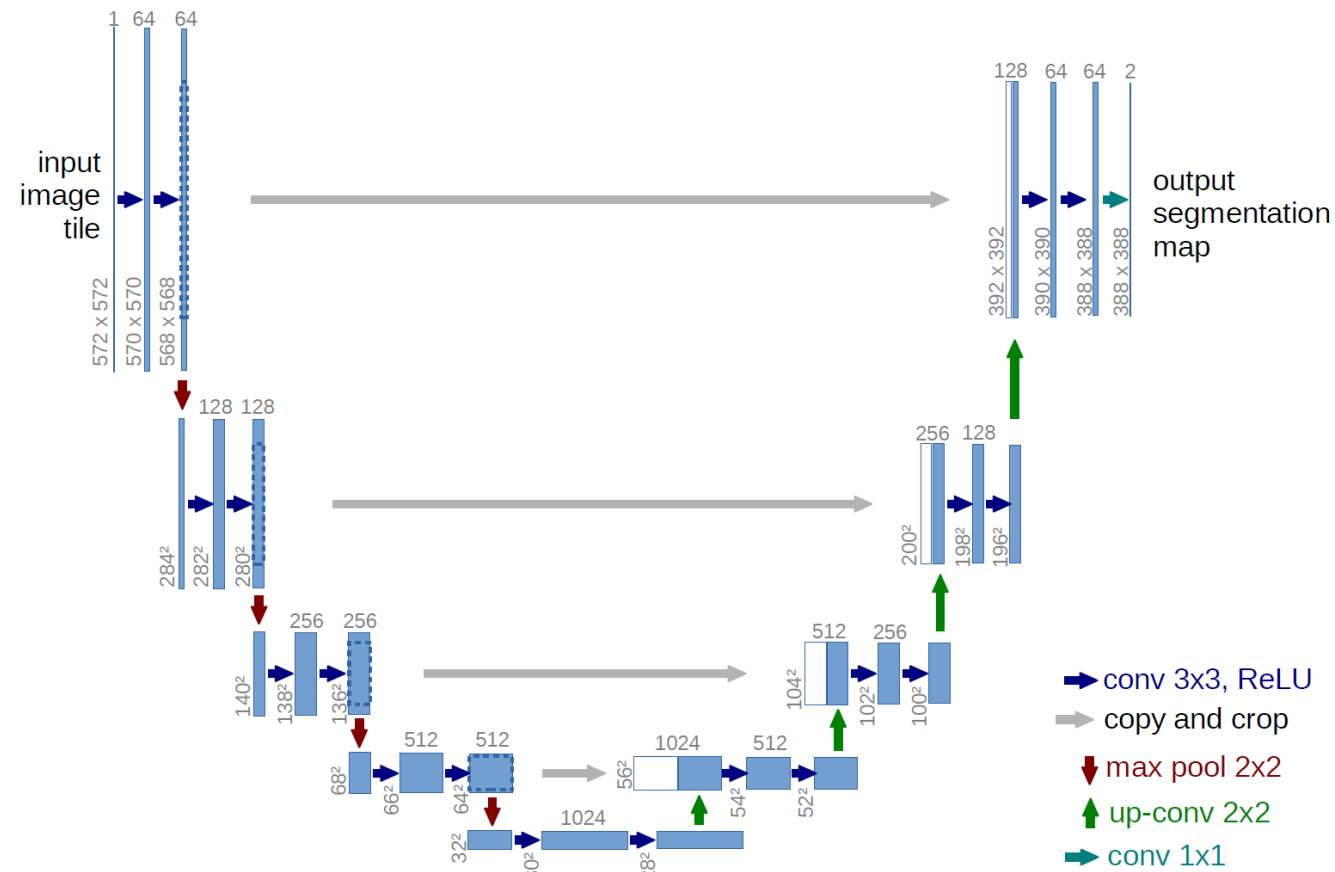 1 64 64
128 64 64 2
input
image
tile
output
segmentation
map
572 x 572
570 x 570
568 x 568
392 x 392
390 x 390
388 x 388
388 x 388
128 128
256 128
284²
282²
280²
200²
198²
196²
256 256
512 256
140²
138²
136²
104²
102²
100²
512 512
1024 512
68²
66²
64²
56²
54²
52²
1024
32²
conv 3x3, ReLU
copy and crop
max pool 2x2
up-conv 2x2
conv 1x1